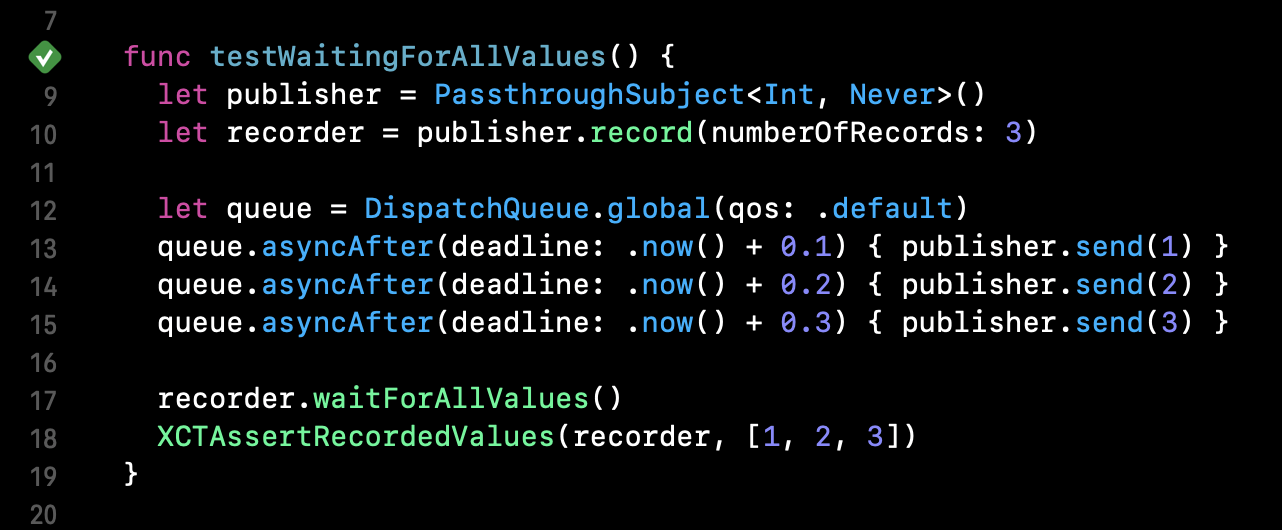 7
func testWaitingForAllValues() {
9 let publisher = PassthroughSubject<Int, Never>()
10 let recorder = publisher.record(numberOfRecords: 3)
11
12 let queue = DispatchQueue.global(qos: .default)
13 queue.asyncAfter(deadline: .now() + 0.1) { publisher.send(1) }
14 queue.asyncAfter(deadline: .now() + 0.2) { publisher.send(2) }
15 queue.asyncAfter(deadline: .now() + 0.3) { publisher.send(3) }
16
17 recorder.waitForAllValues()
18 XCTAssertRecordedValues(recorder, [1, 2, 3])
19 }
20